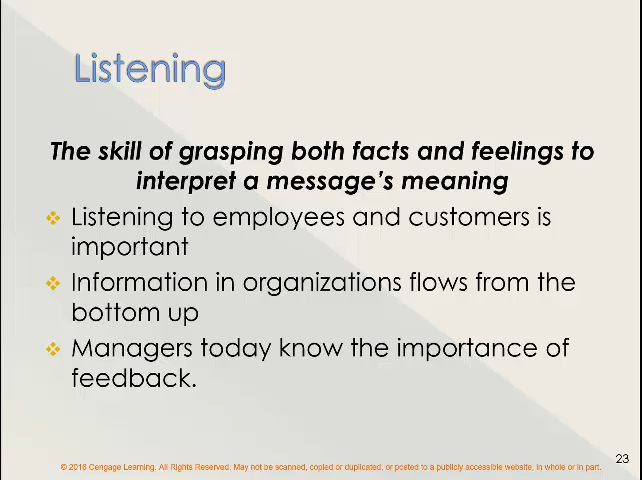 Listening
The skill of grasping both facts and feelings to
interpret a message's meaning
Listening to employees and customers is
important
Information in organizations flows from the
bottom up
Managers today know the importance of
feedback.
23
© 2016 Cengage Learning. All Rights Reserved. May not be scanned, copied or duplicated, or posted to a publicly accessible website, in whole or in part.